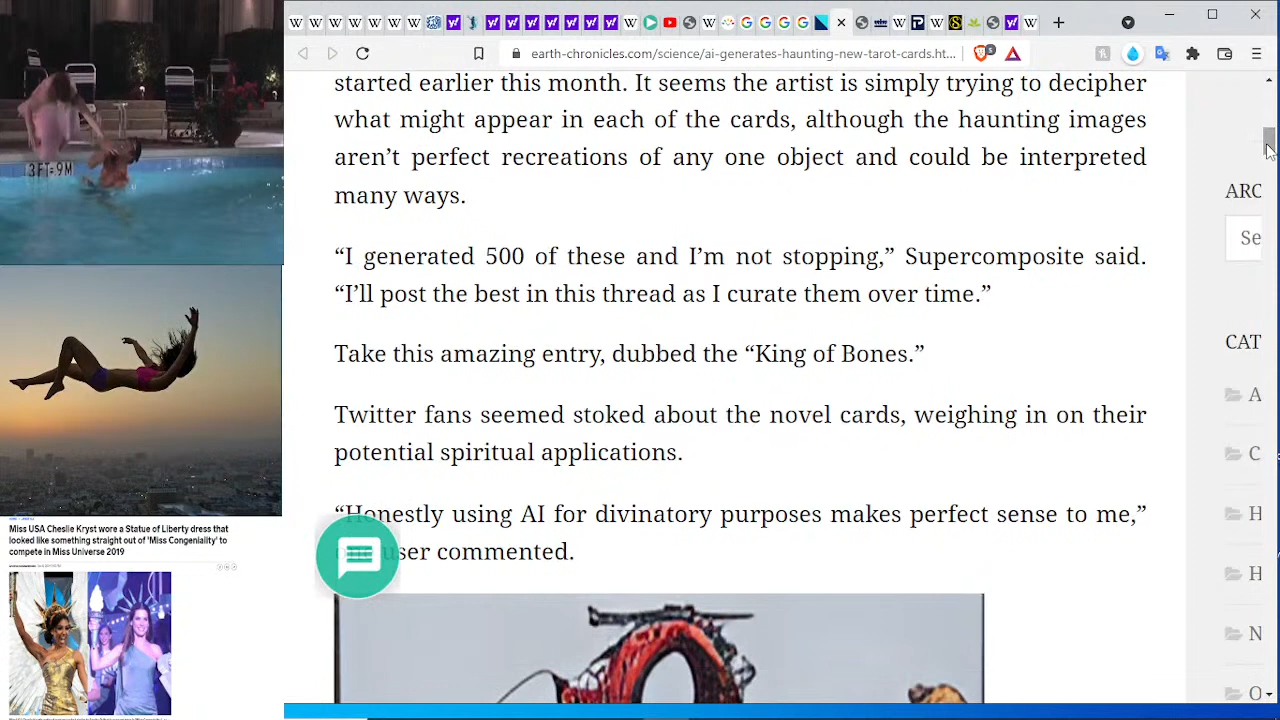 3FT=9M
Miss USA Cheslie Kryst wore a Statue of Liberty dress that
looked like something straight out of 'Miss Congeniality' to
compete in Miss Universe 2019
earth-chronicles.com/science/ai-generates-haunting-new-tarot-cards.ht...
started earlier this month. It seems the artist is simply trying to decipher
what might appear in each of the cards, although the haunting images
aren’t perfect recreations of any one object and could be interpreted
many ways.
“I generated 500 of these and I’m not stopping,” Supercomposite said.
“I’ll post the best in this thread as I curate them over time.”
Take this amazing entry, dubbed the “King of Bones.”
Twitter fans seemed stoked about the novel cards, weighing in on their
potential spiritual applications.
“Honestly using AI for divinatory purposes makes perfect sense to me,”
user commented.
ARC
Se
CAT
A
C
H
H
N
O